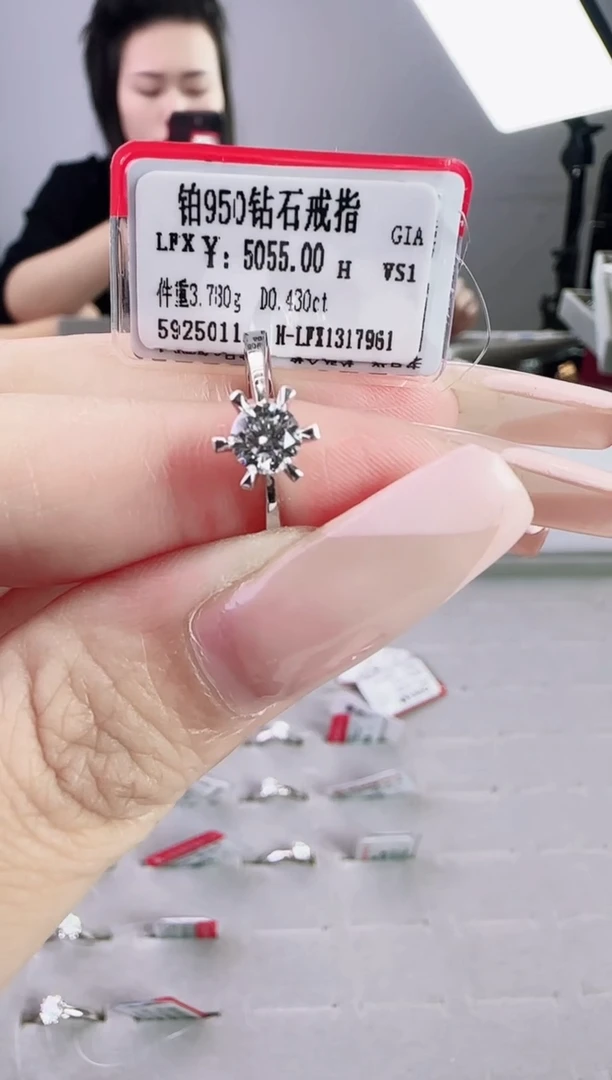 铂950钻石戒指
GIA
LFX ¥: 5055.00 H VS1
件重3.780g D0.430ct
5925011 H-LFX1317961